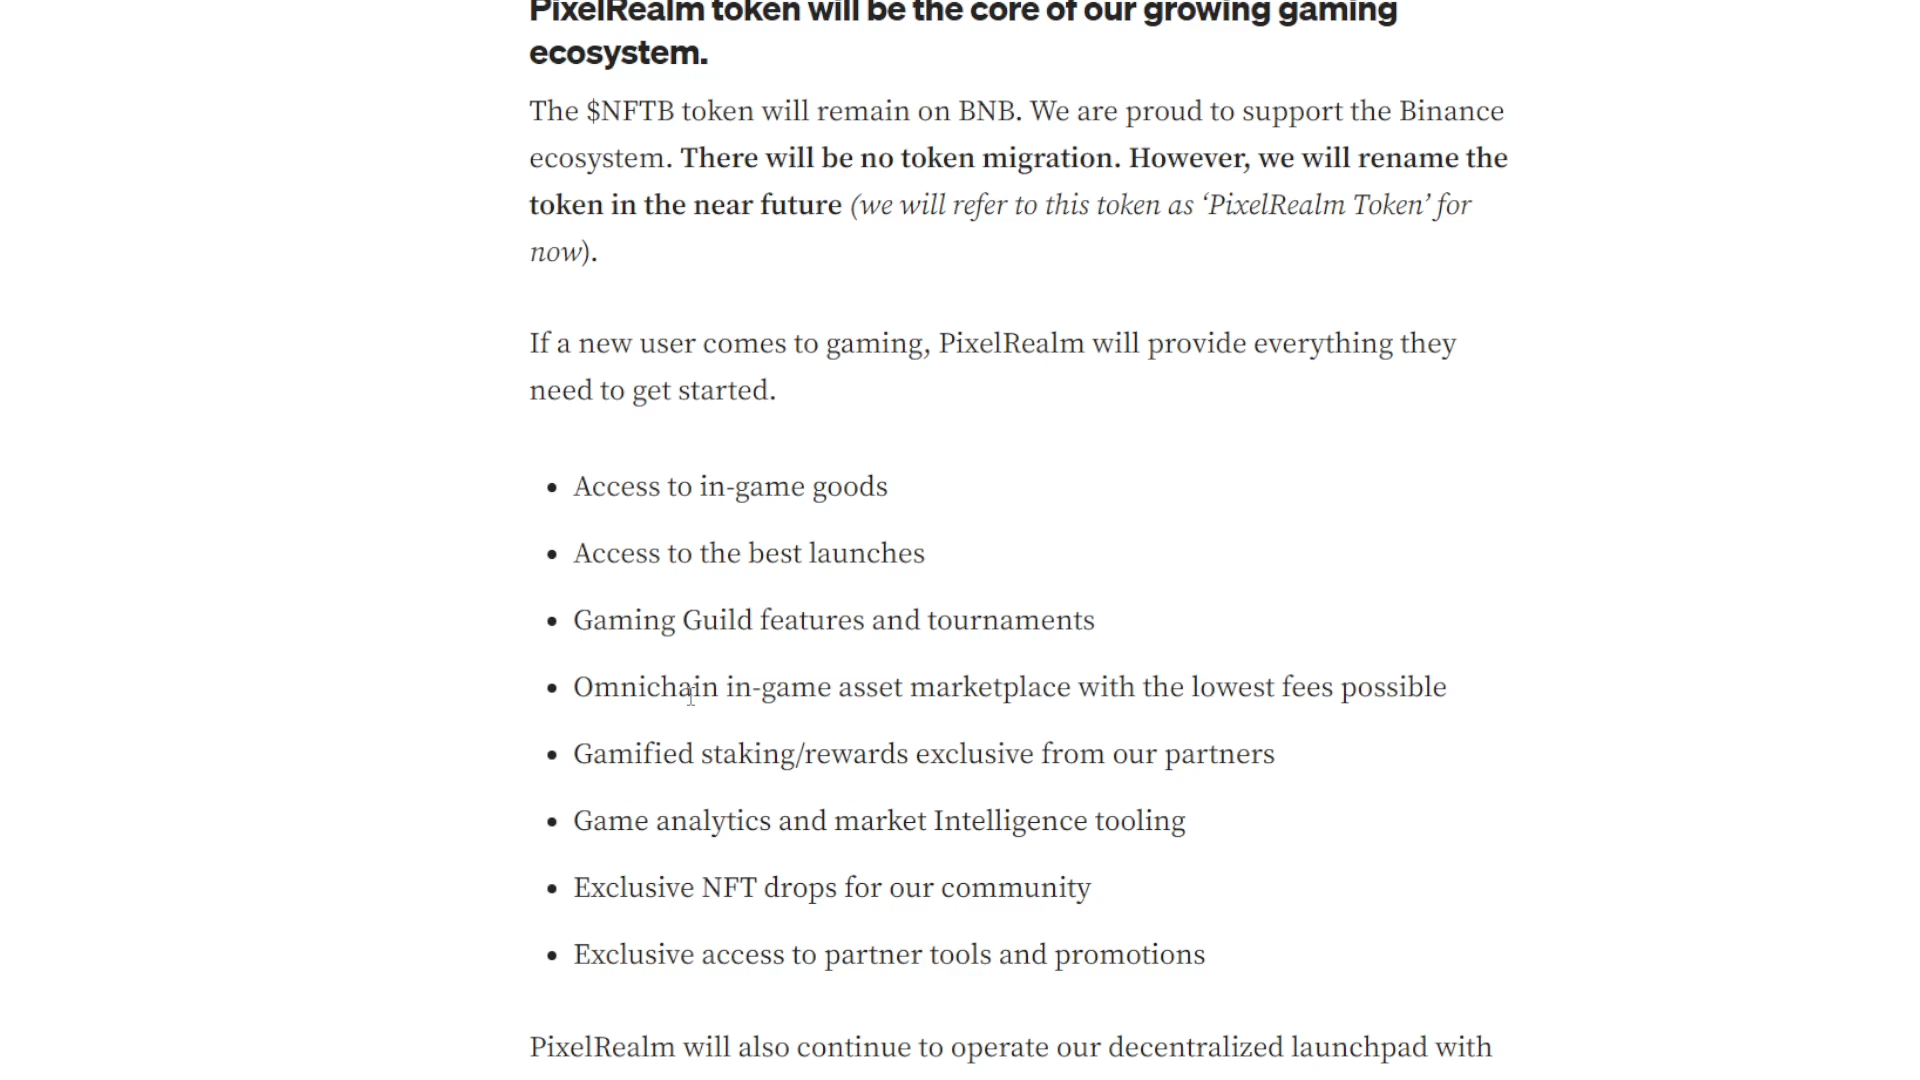 PixelRealm token will be the core of our growing gaming
ecosystem.
The $NFTB token will remain on BNB. We are proud to support the Binance
ecosystem. There will be no token migration. However, we will rename the
token in the near future (we will refer to this token as ‘PixelRealm Token’ for
now).
If a new user comes to gaming, PixelRealm will provide everything they
need to get started.
• Access to in-game goods
• Access to the best launches
• Gaming Guild features and tournaments
• Omnichain in-game asset marketplace with the lowest fees possible
• Gamified staking/rewards exclusive from our partners
• Game analytics and market Intelligence tooling
• Exclusive NFT drops for our community
• Exclusive access to partner tools and promotions
PixelRealm will also continue to operate our decentralized launchpad with